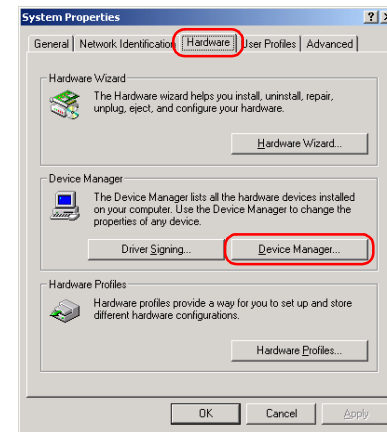 System Properties
General Network Identification Hardware User Profiles Advanced
Hardware Wizard
The Hardware wizard helps you install, uninstall, repair,
unplug, eject, and configure your hardware.
Hardware Wizard...
Device Manager
The Device Manager lists all the hardware devices installed
on your computer. Use the Device Manager to change the
properties of any device.
Driver Signing... Device Manager...
Hardware Profiles
Hardware profiles provide a way for you to set up and store
different hardware configurations.
Hardware Profiles...
OK Cancel Apply